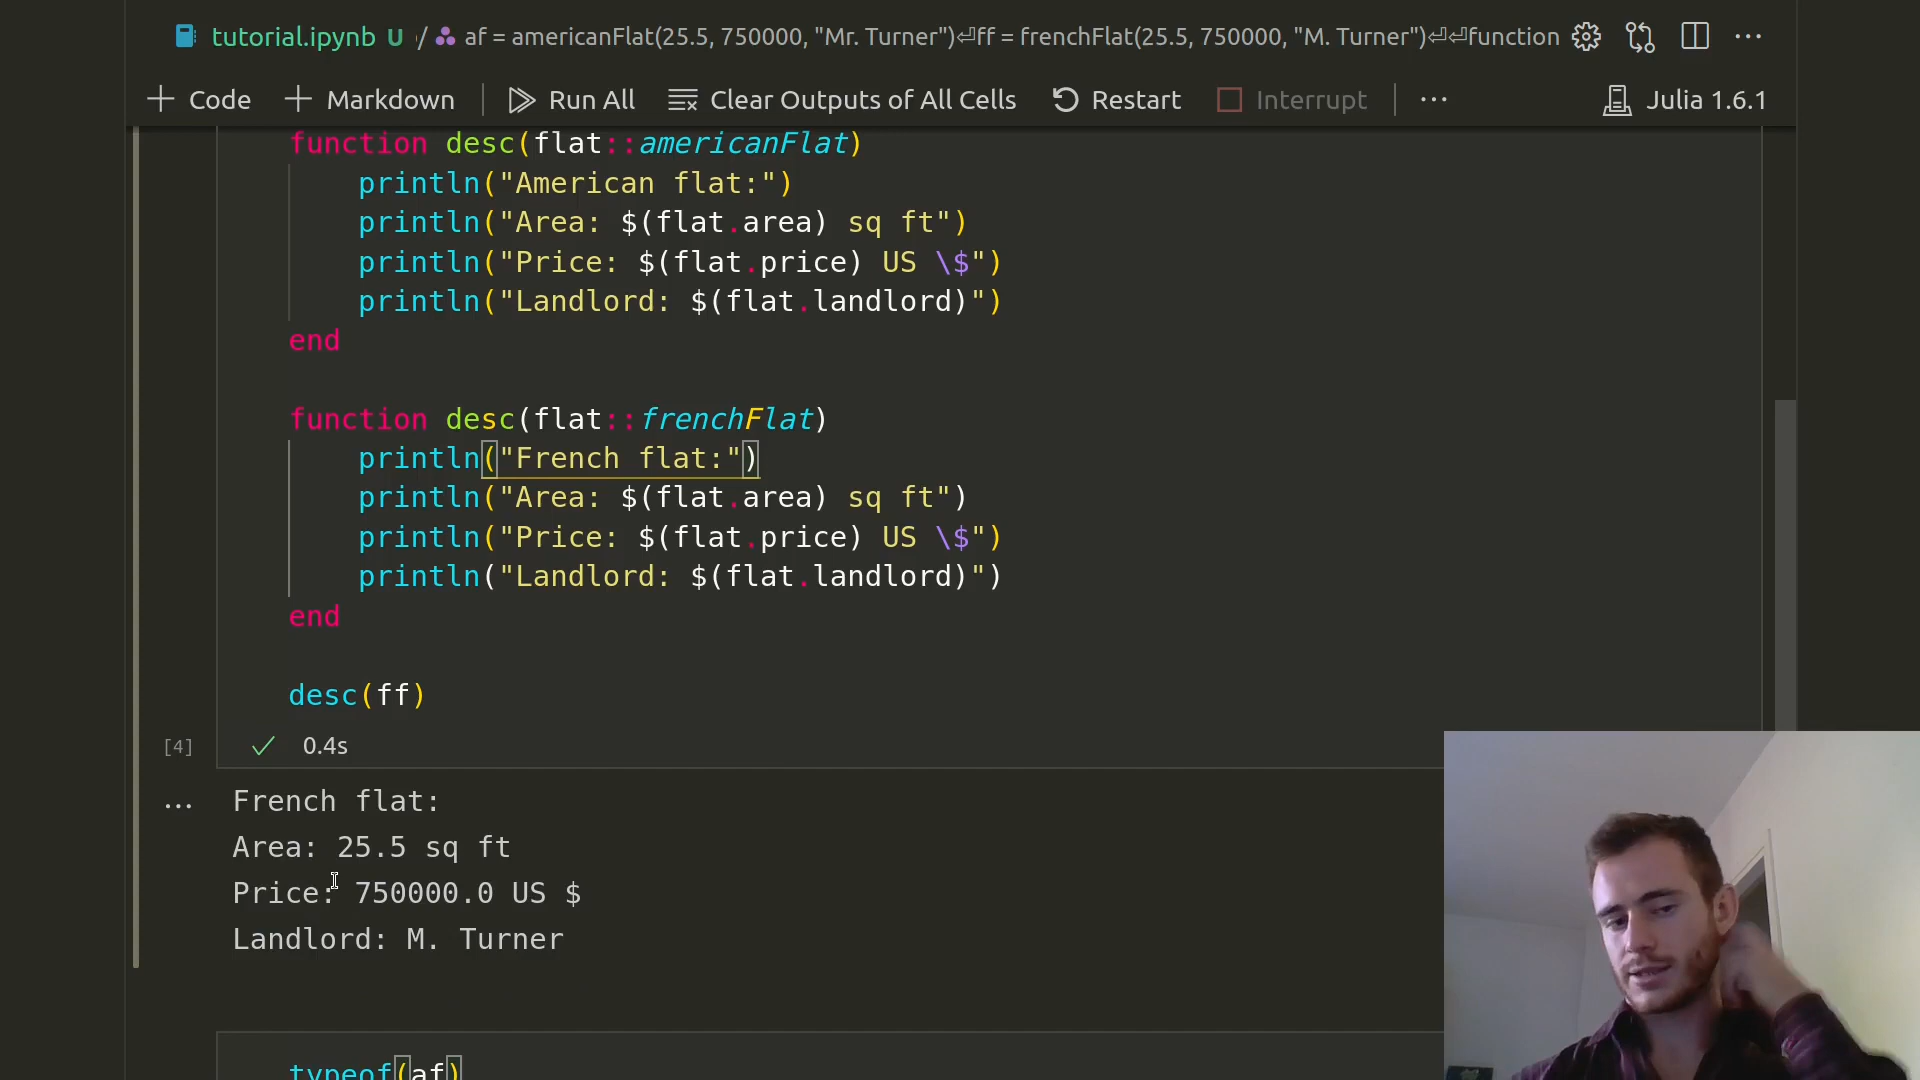 tutorial.ipynb U / af = americanFlat(25.5, 750000, "Mr. Turner")⏎ff = frenchFlat(25.5, 750000, "M. Turner")⏎⏎function ...
Code Markdown Run All Clear Outputs of All Cells Restart Interrupt ... Julia 1.6.1
function desc(flat::americanFlat)
println("American flat:")
println("Area: $(flat.area) sq ft")
println("Price: $(flat.price) US \$")
println("Landlord: $(flat.landlord)")
end
function desc(flat::frenchFlat)
println("French flat:")
println("Area: $(flat.area) sq ft")
println("Price: $(flat.price) US \$")
println("Landlord: $(flat.landlord)")
end
desc(ff)
[4] ✓ 0.4s
... French flat:
Area: 25.5 sq ft
Price: 750000.0 US $
Landlord: M. Turner
typeof(af)